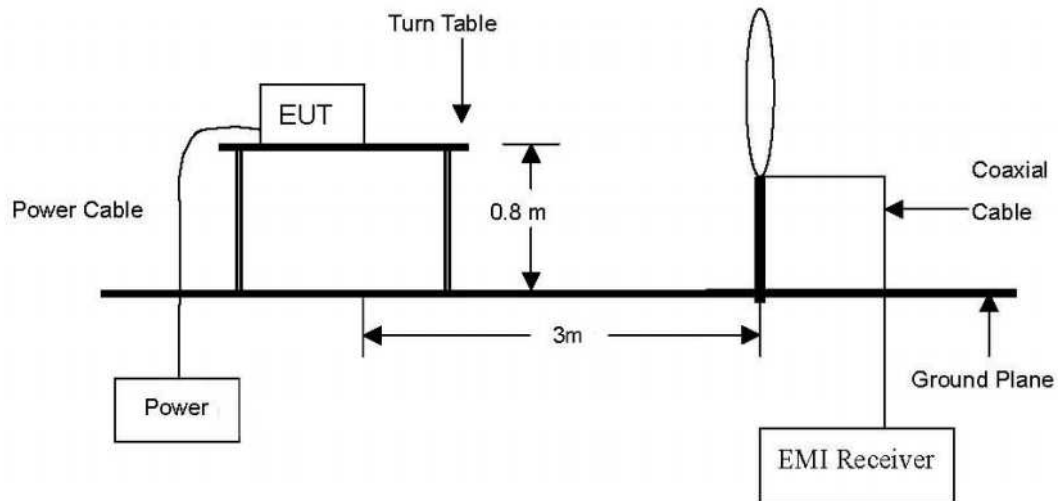 Turn Table
EUT
Coaxial
Cable
Power Cable
0.8 m
3m
Ground Plane
Power
EMI Receiver